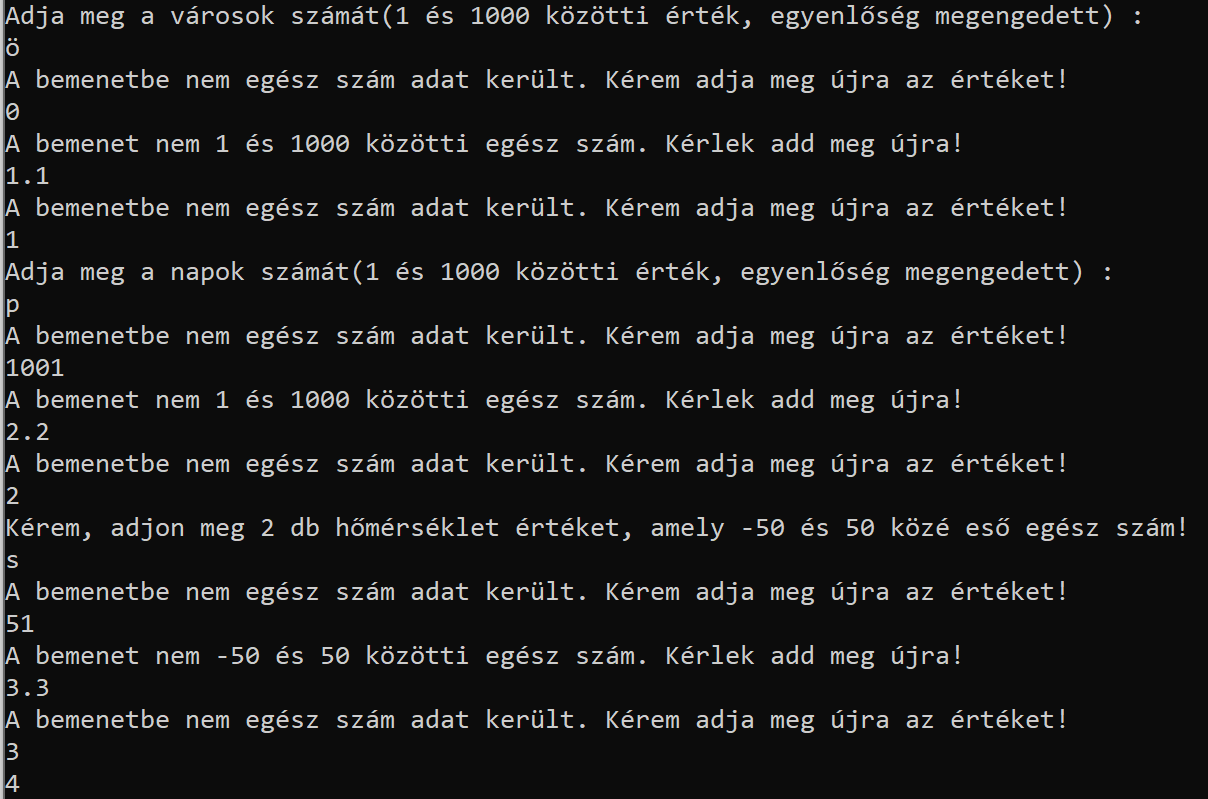 Adja meg a városok számát(1 és 1000 közötti érték, egyenlőség megengedett) :
ö
A bemenetbe nem egész szám adat került. Kérem adja meg újra az értéket!
0
A bemenet nem 1 és 1000 közötti egész szám. Kérlek add meg újra!
1.1
A bemenetbe nem egész szám adat került. Kérem adja meg újra az értéket!
1
Adja meg a napok számát(1 és 1000 közötti érték, egyenlőség megengedett) :
p
A bemenetbe nem egész szám adat került. Kérem adja meg újra az értéket!
1001
A bemenet nem 1 és 1000 közötti egész szám. Kérlek add meg újra!
2.2
A bemenetbe nem egész szám adat került. Kérem adja meg újra az értéket!
2
Kérem, adjon meg 2 db hőmérséklet értéket, amely -50 és 50 közé eső egész szám!
s
A bemenetbe nem egész szám adat került. Kérem adja meg újra az értéket!
51
A bemenet nem -50 és 50 közötti egész szám. Kérlek add meg újra!
3.3
A bemenetbe nem egész szám adat került. Kérem adja meg újra az értéket!
3
4